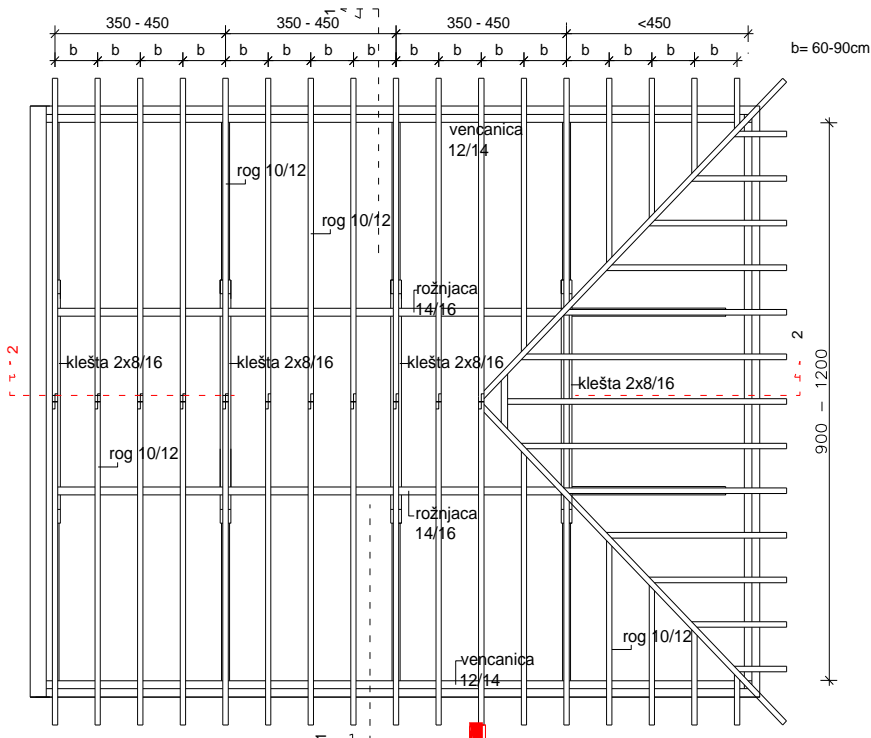 350 - 450 350 - 450 350 - 450 <450
b b b b b b b b b b b b b b b b b= 60-90cm
1
vencanica
12/14
rog 10/12
rog 10/12
rožnjaca
14/16
2 2
klešta 2x8/16 klešta 2x8/16 klešta 2x8/16
klešta 2x8/16
900 – 1200
rog 10/12
rožnjaca
14/16
rog 10/12
vencanica
12/14
1